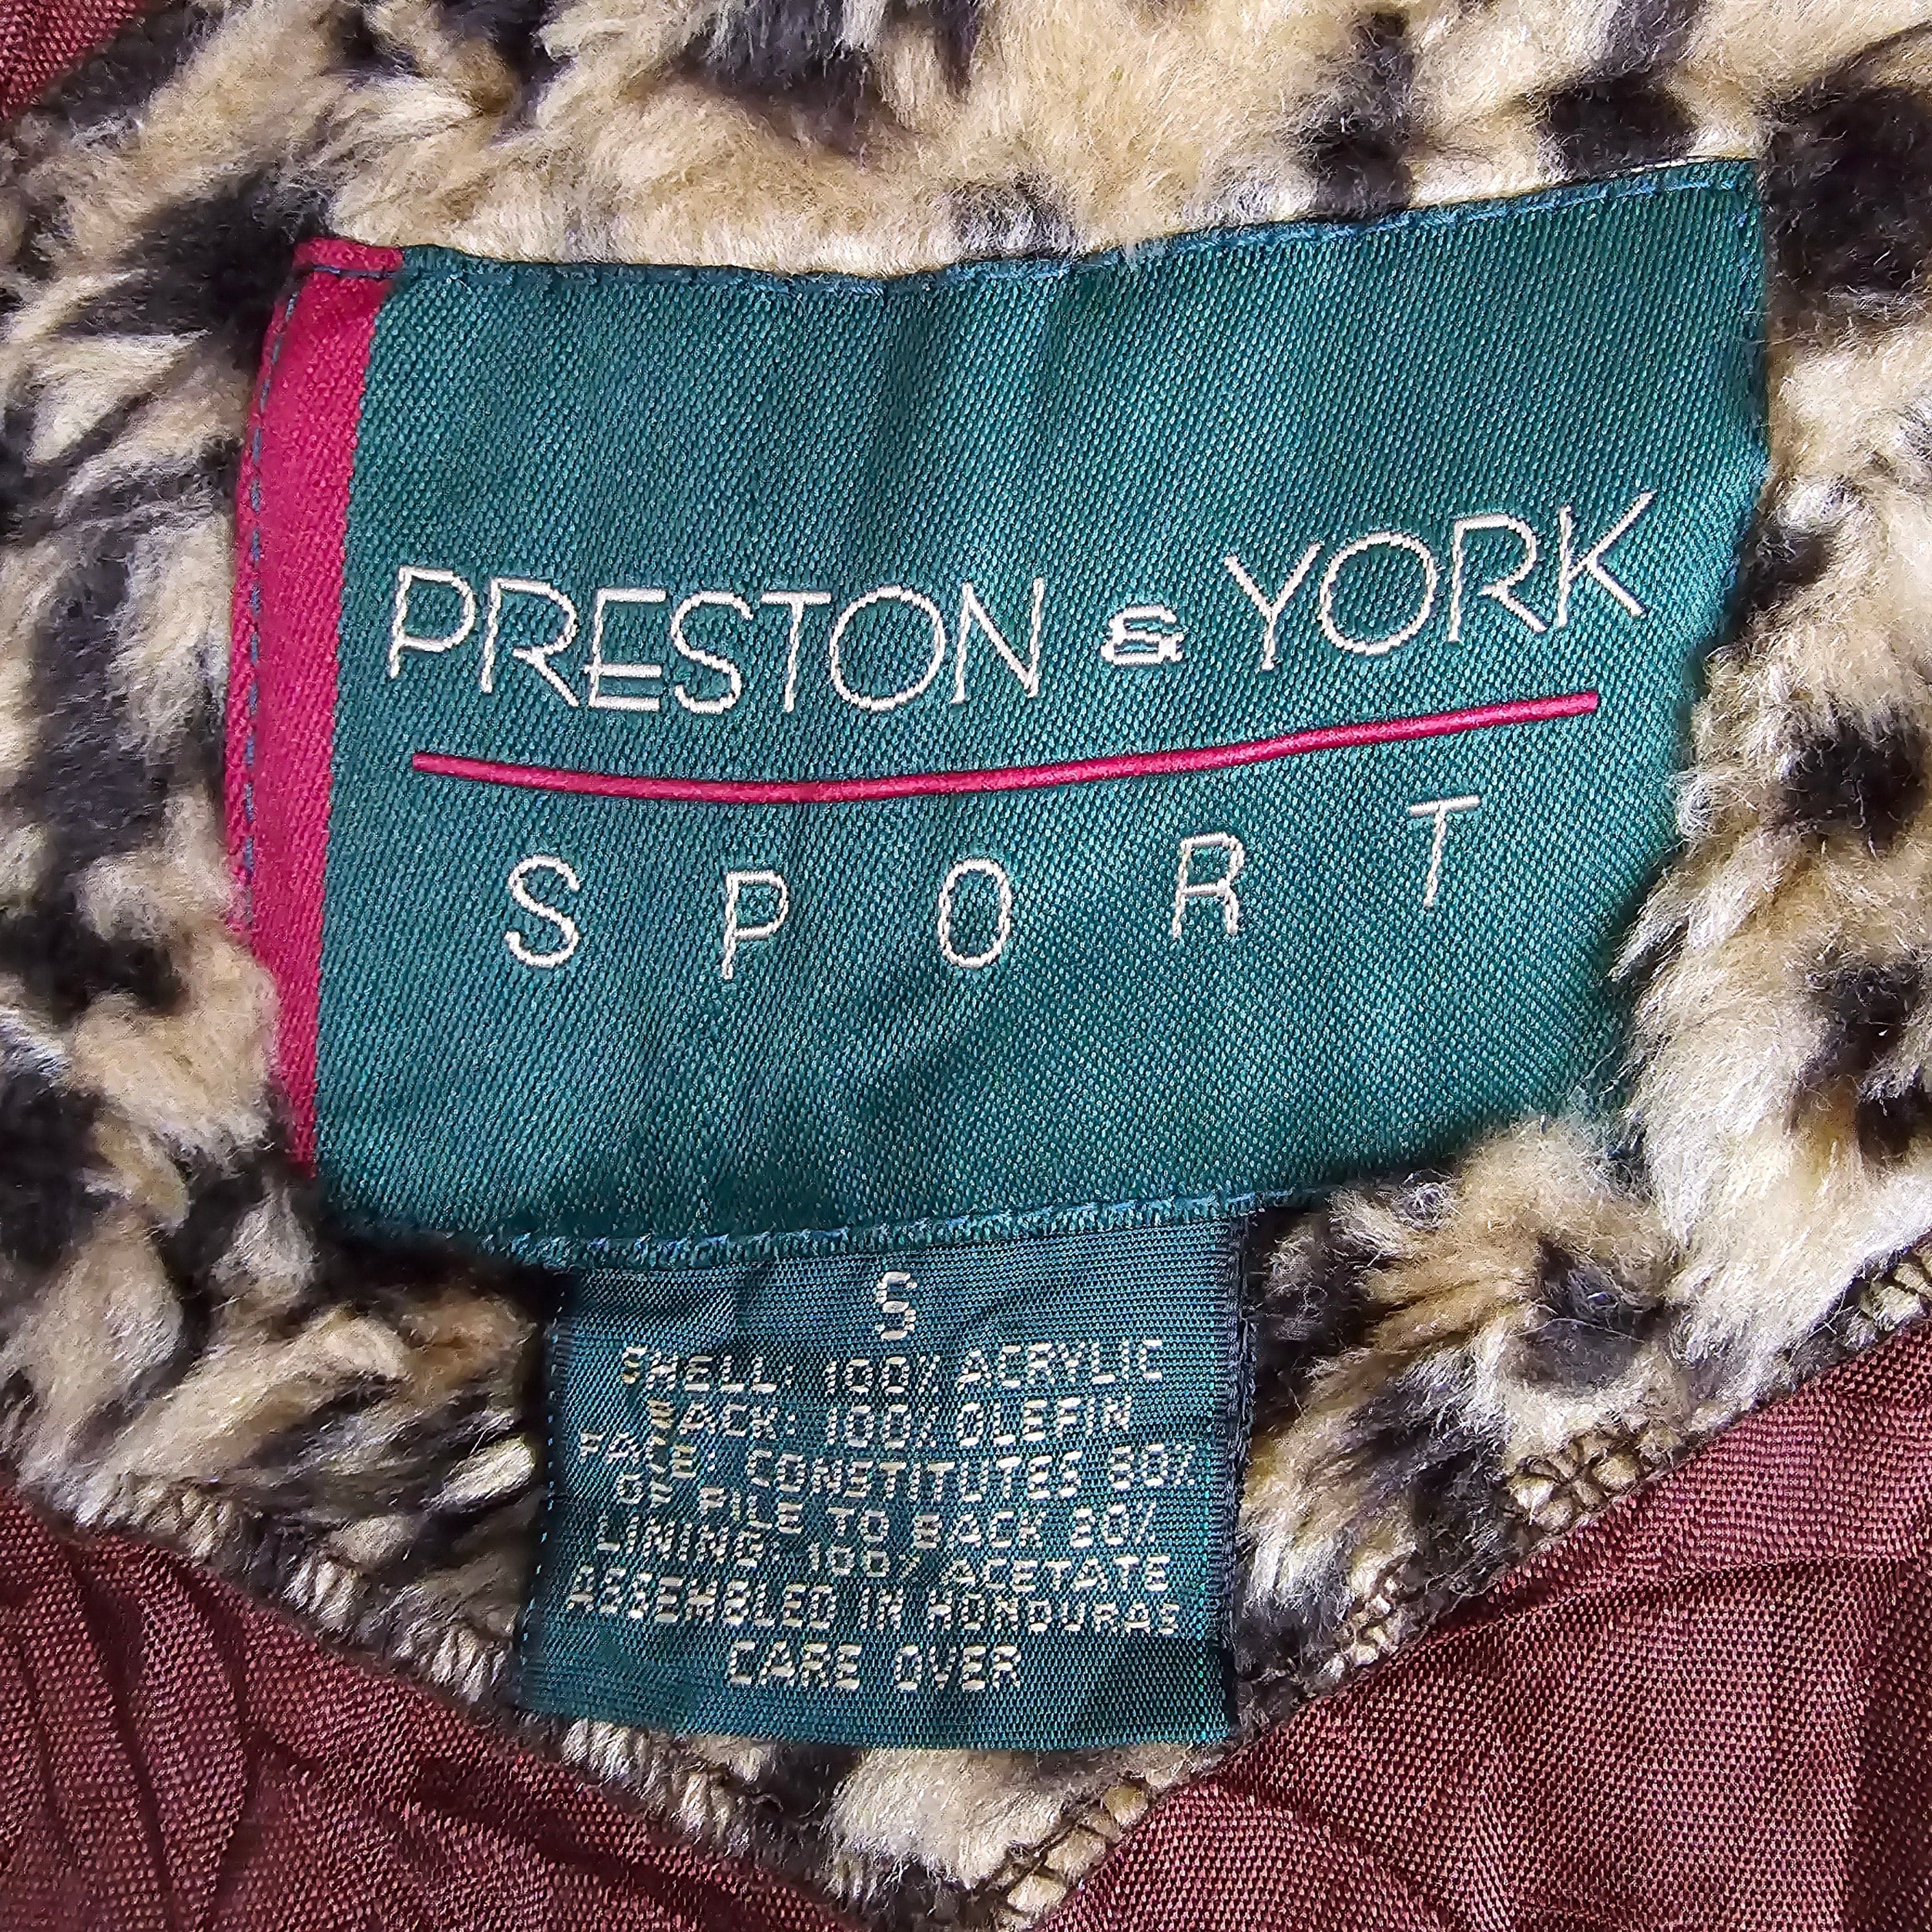 PRESTON & YORK
SPORT
S
SHELL: 100% ACRYLIC
BACK: 100% OLEFIN
FACE: CONSTITUTES 80%
OF PILE TO BACK 20%
LINING: 100% ACETATE
ASSEMBLED IN HONDURAS
CARE OVER